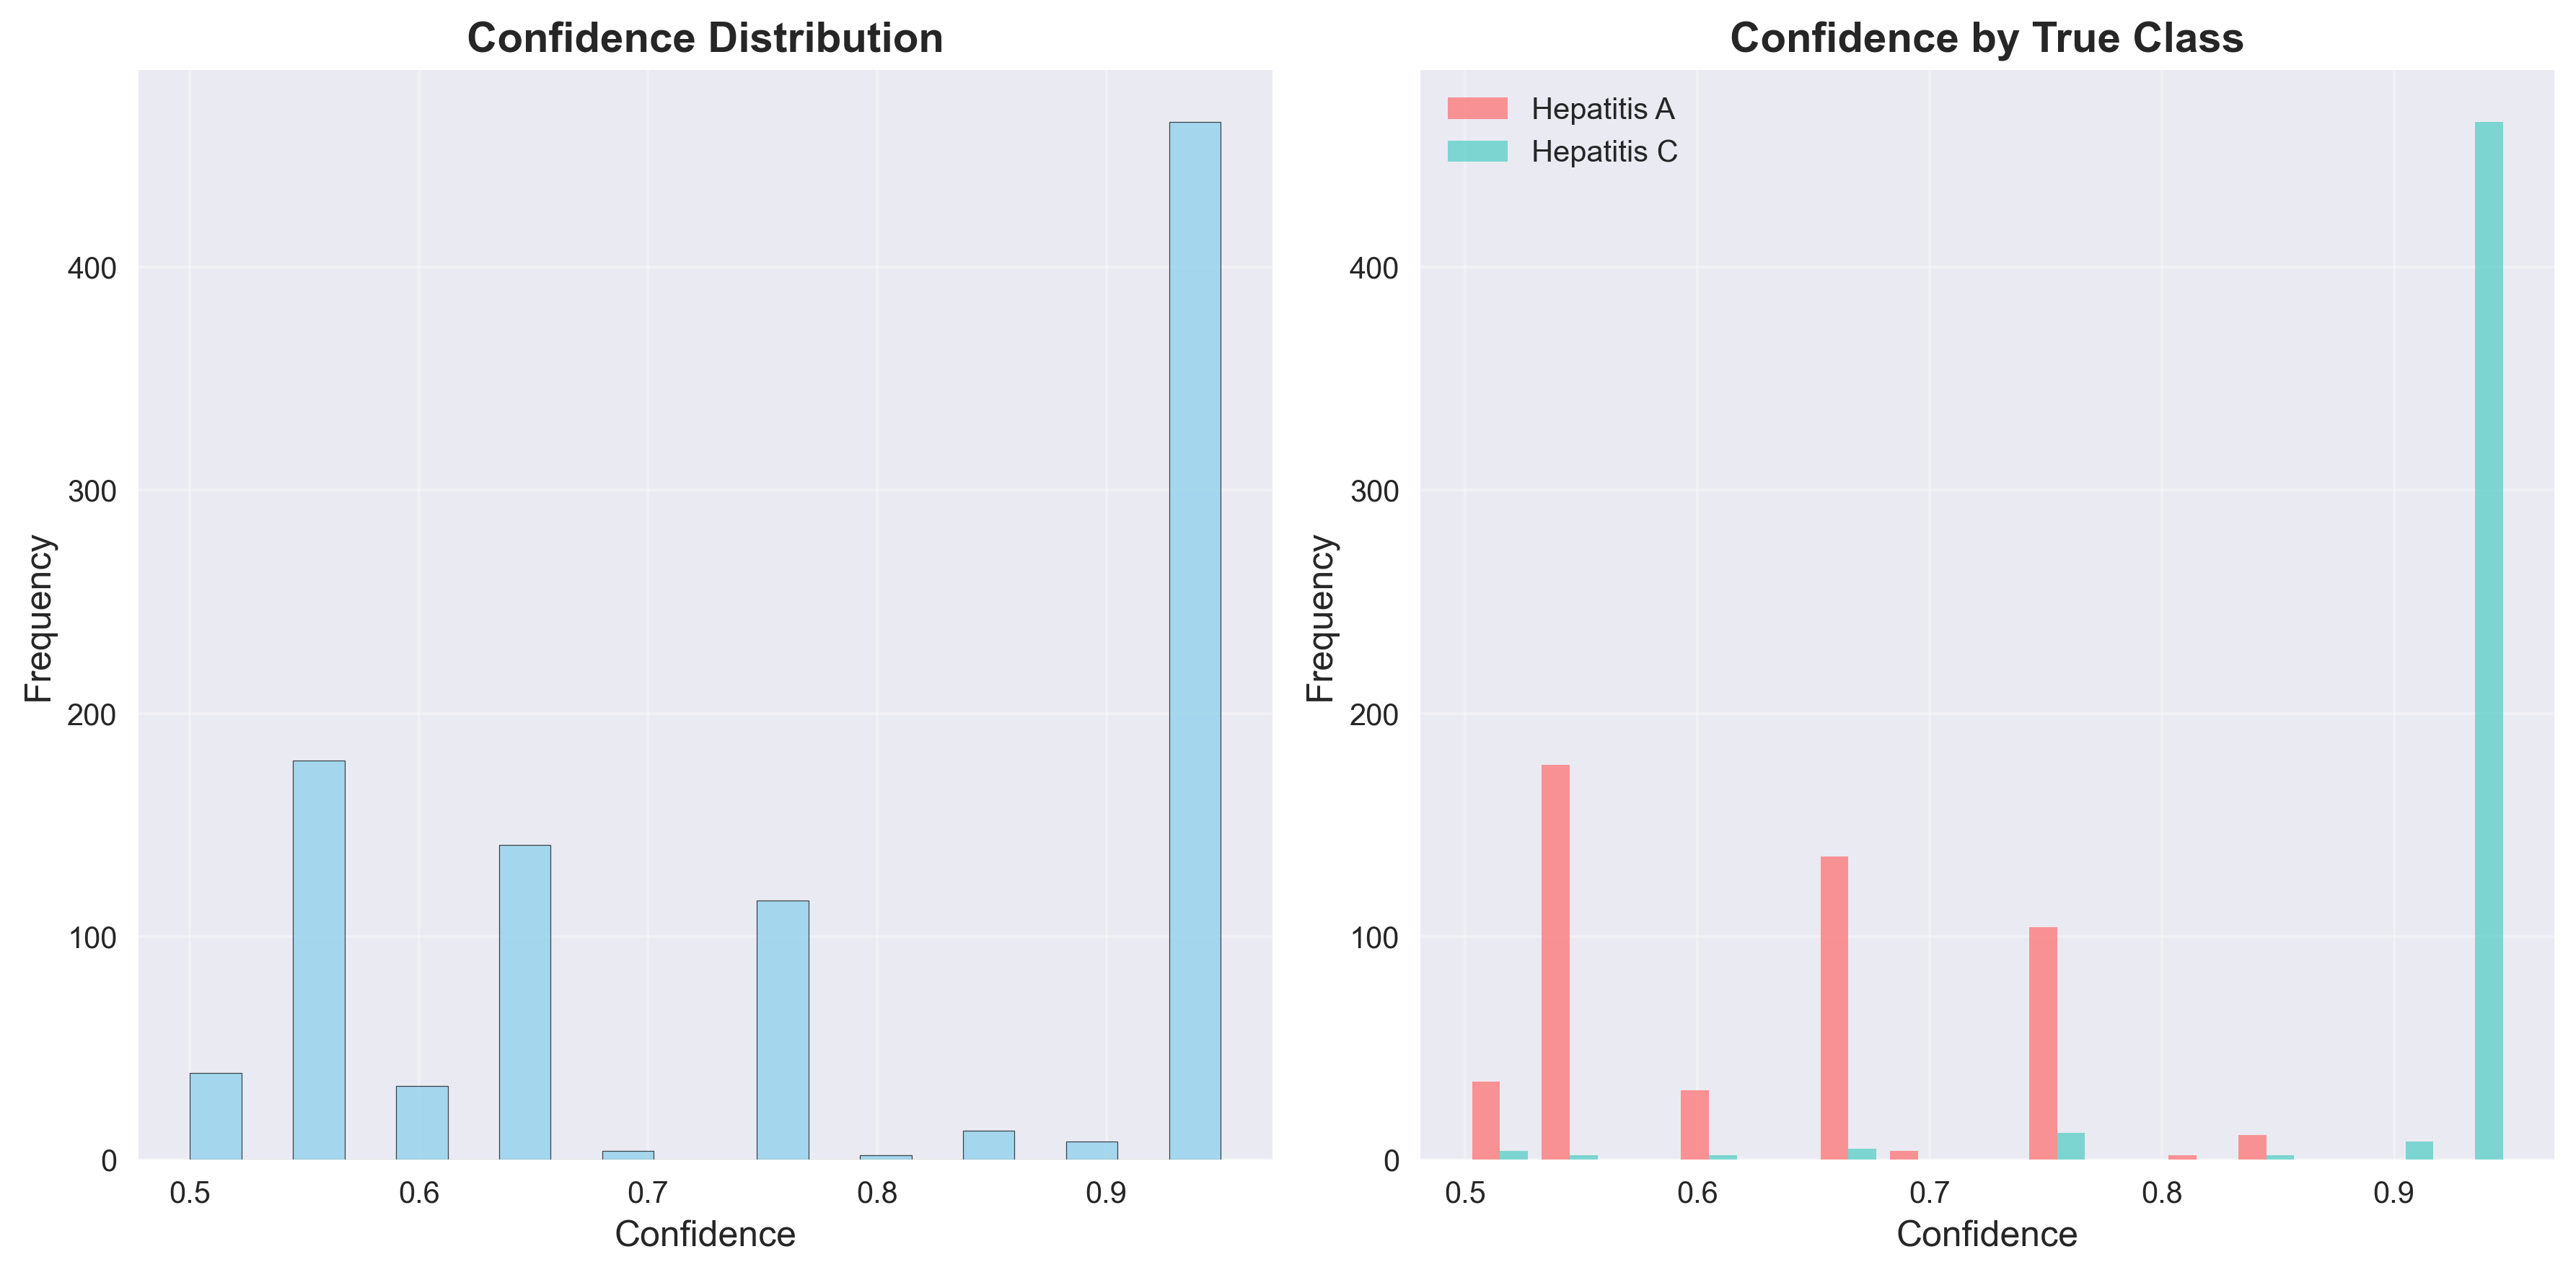 Confidence Distribution
Frequency
400
300
200
100
0
0.5 0.6 0.7 0.8 0.9
Confidence
Confidence by True Class
Hepatitis A
Hepatitis C
Frequency
400
300
200
100
0
0.5 0.6 0.7 0.8 0.9
Confidence